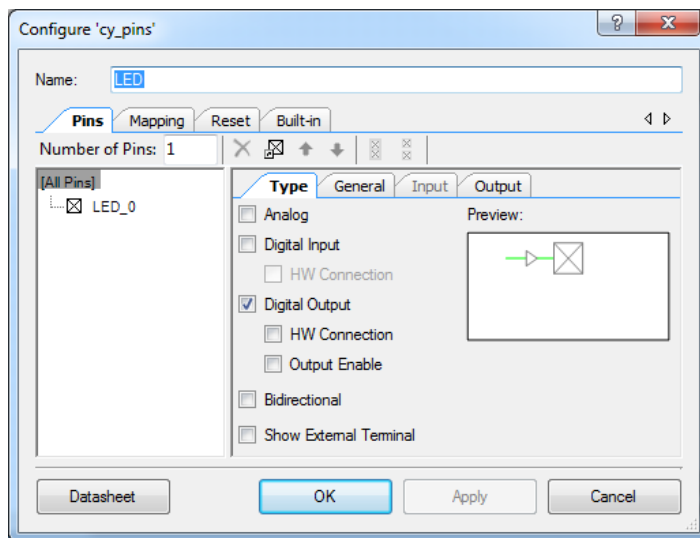 Configure 'cy_pins'
Name: LED
Pins Mapping Reset Built-in
Number of Pins: 1
[All Pins]
LED_0
Type General Input Output
Analog
Preview:
Digital Input
HW Connection
Digital Output
HW Connection
Output Enable
Bidirectional
Show External Terminal
Datasheet OK Apply Cancel